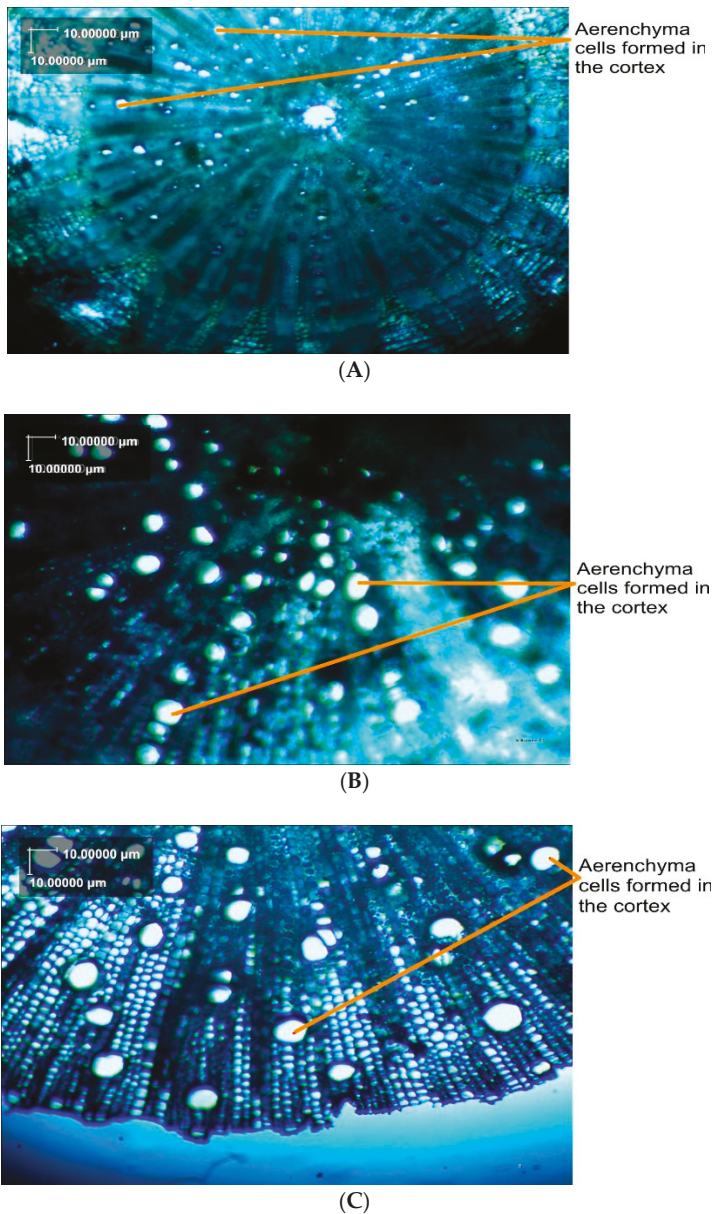 10.00000 µm
10.00000 µm
Aerenchyma
cells formed in
the cortex
(A)
10.00000 µm
10.00000 µm
Aerenchyma
cells formed in
the cortex
(B)
10.00000 µm
10.00000 µm
Aerenchyma
cells formed in
the cortex
(C)